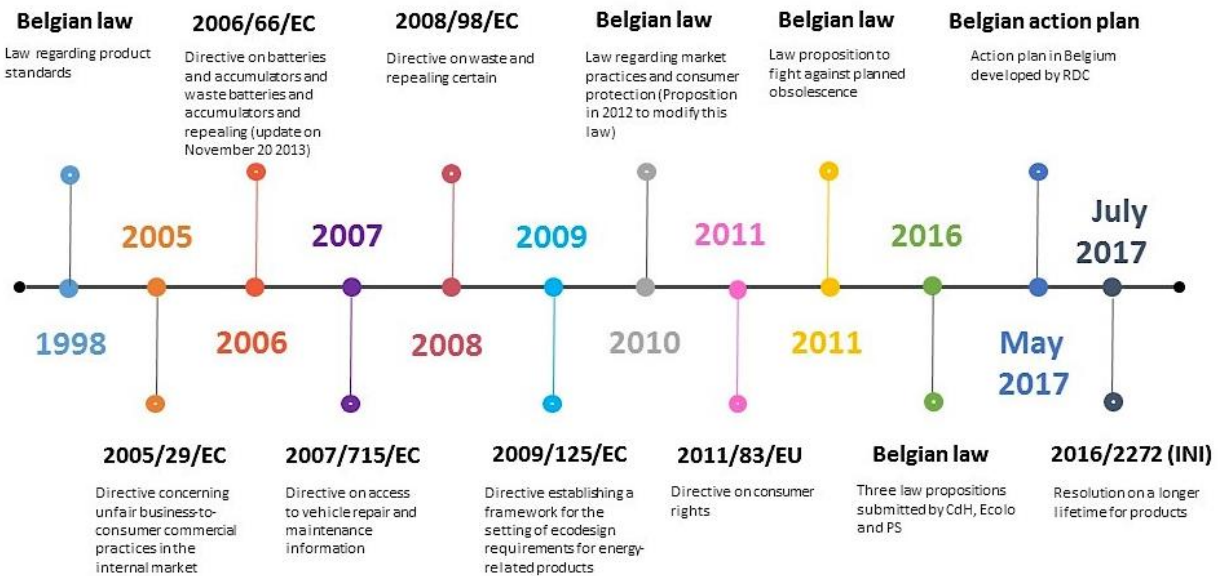 Belgian law
Law regarding product
standards
2006/66/EC
Directive on batteries
and accumulators and
waste batteries and
accumulators and
repealing (update on
November 20 2013)
2008/98/EC
Directive on waste and
repealing certain
Belgian law
Law regarding market
practices and consumer
protection (Proposition
in 2012 to modify this
law)
Belgian law
Law proposition to
fight against planned
obsolescence
Belgian action plan
Action plan in Belgium
developed by RDC
2005
2007
2009
2011
2016
July
2017
1998
2006
2008
2010
2011
May
2017
2005/29/EC
Directive concerning
unfair business-to-
consumer commercial
practices in the
internal market
2007/715/EC
Directive on access
to vehicle repair and
maintenance
information
2009/125/EC
Directive establishing a
framework for the
setting of ecodesign
requirements for energy-
related products
2011/83/EU
Directive on consumer
rights
Belgian law
Three law propositions
submitted by CdH, Ecolo
and PS
2016/2272 (INI)
Resolution on a longer
lifetime for products